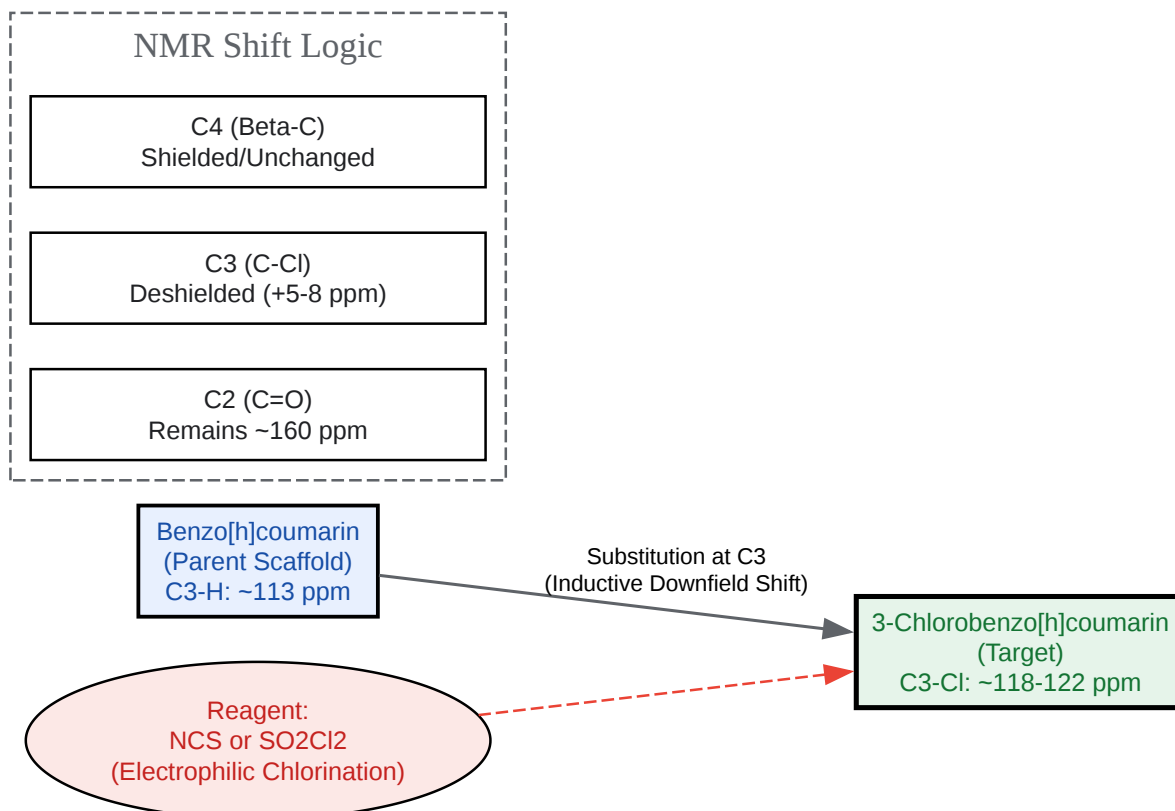 NMR Shift Logic
C4 (Beta-C)
Shielded/Unchanged
C3 (C-Cl)
Deshielded (+5-8 ppm)
C2 (C=O)
Remains ~160 ppm
Benzo[h]coumarin
(Parent Scaffold)
C3-H: ~113 ppm
Substitution at C3
(Inductive Downfield Shift)
3-Chlorobenzo[h]coumarin
(Target)
C3-Cl: ~118-122 ppm
Reagent:
NCS or SO2Cl2
(Electrophilic Chlorination)